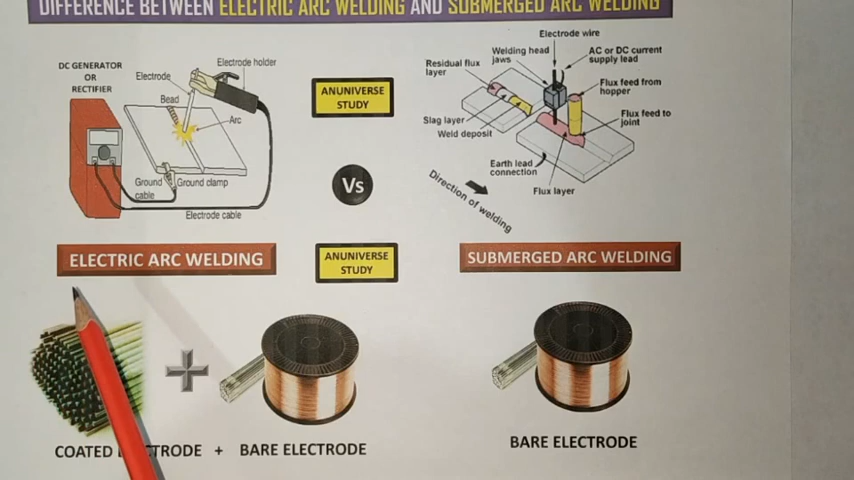 DIFFERENCE BETWEEN ELECTRIC ARC WELDING AND SUBMERGED ARC WELDING
DC GENERATOR
OR
RECTIFIER
Electrode
Electrode holder
Bead
Arc
Ground
cable
Ground clamp
Electrode cable
ANUNIVERSE
STUDY
Vs
Electrode wire
Welding head
jaws
AC or DC current
supply lead
Residual flux
layer
Flux feed from
hopper
Flux feed to
joint
Slag layer
Weld deposit
Earth lead
connection
Flux layer
Direction of welding
ELECTRIC ARC WELDING
ANUNIVERSE
STUDY
SUBMERGED ARC WELDING
COATED TRODE + BARE ELECTRODE
BARE ELECTRODE